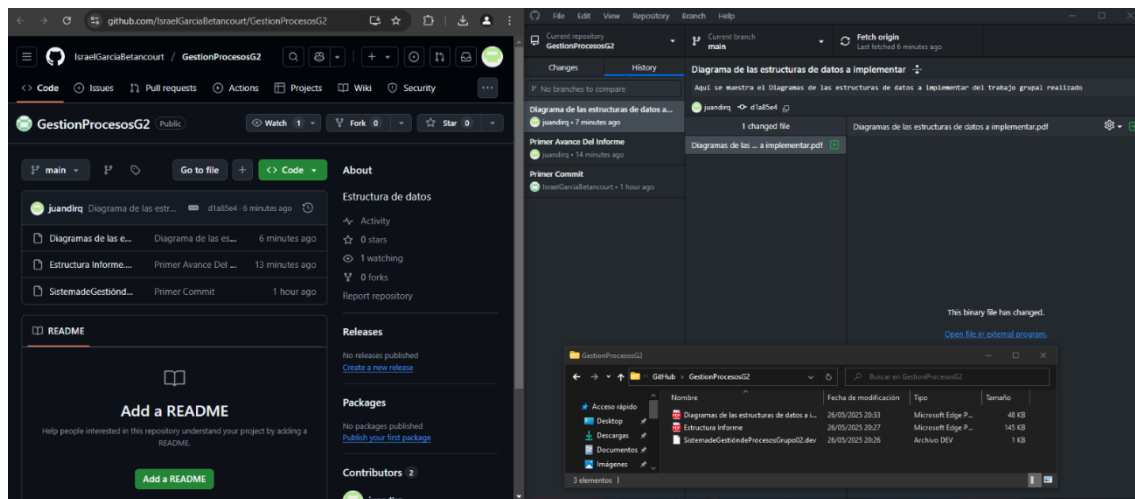 github.com/IsraelGarciaBetancourt/GestionProcesosG2
IsraelGarciaBetancourt / GestionProcesosG2
Code Issues Pull requests Actions Projects Wiki Security
GestionProcesosG2 Public Watch 1 Fork 0 Star 0
main Go to file Code
juandirq Diagrama de las estr... d1a85e4 · 6 minutes ago
Diagramas de las e... Diagrama de las es... 6 minutes ago
Estructura Informe.... Primer Avance Del ... 13 minutes ago
SistemadeGestiónd... Primer Commit 1 hour ago
README
Add a README
Help people interested in this repository understand your project by adding a
README.
Add a README
About
Estructura de datos
Activity
0 stars
1 watching
0 forks
Report repository
Releases
No releases published
Create a new release
Packages
No packages published
Publish your first package
Contributors 2
File Edit View Repository Branch Help
Current repository
GestionProcesosG2
Current branch
main
Fetch origin
Last fetched 6 minutes ago
Changes History
No branches to compare
Diagrama de las estructuras de datos a...
juandirq • 7 minutes ago
Primer Avance Del Informe
juandirq • 14 minutes ago
Primer Commit
IsraelGarciaBetancourt • 1 hour ago
Diagrama de las estructuras de datos a implementar
Aquí se muestra el Diagramas de las estructuras de datos a implementar del trabajo grupal realizado
juandirq d1a85e4
1 changed file
Diagramas de las ... a implementar.pdf
Diagramas de las estructuras de datos a implementar.pdf
This binary file has changed.
Open file in external program.
GestionProcesosG2
GitHub > GestionProcesosG2
Buscar en GestionProcesosG2
Acceso rápido
Desktop
Descargas
Documentos
Imágenes
Nombre Fecha de modificación Tipo Tamaño
Diagramas de las estructuras de datos a i... 26/05/2025 20:33 Microsoft Edge P... 48 KB
Estructura Informe 26/05/2025 20:27 Microsoft Edge P... 145 KB
SistemadeGestióndeProcesosGrupo02.dev 26/05/2025 20:26 Archivo DEV 1 KB
3 elementos